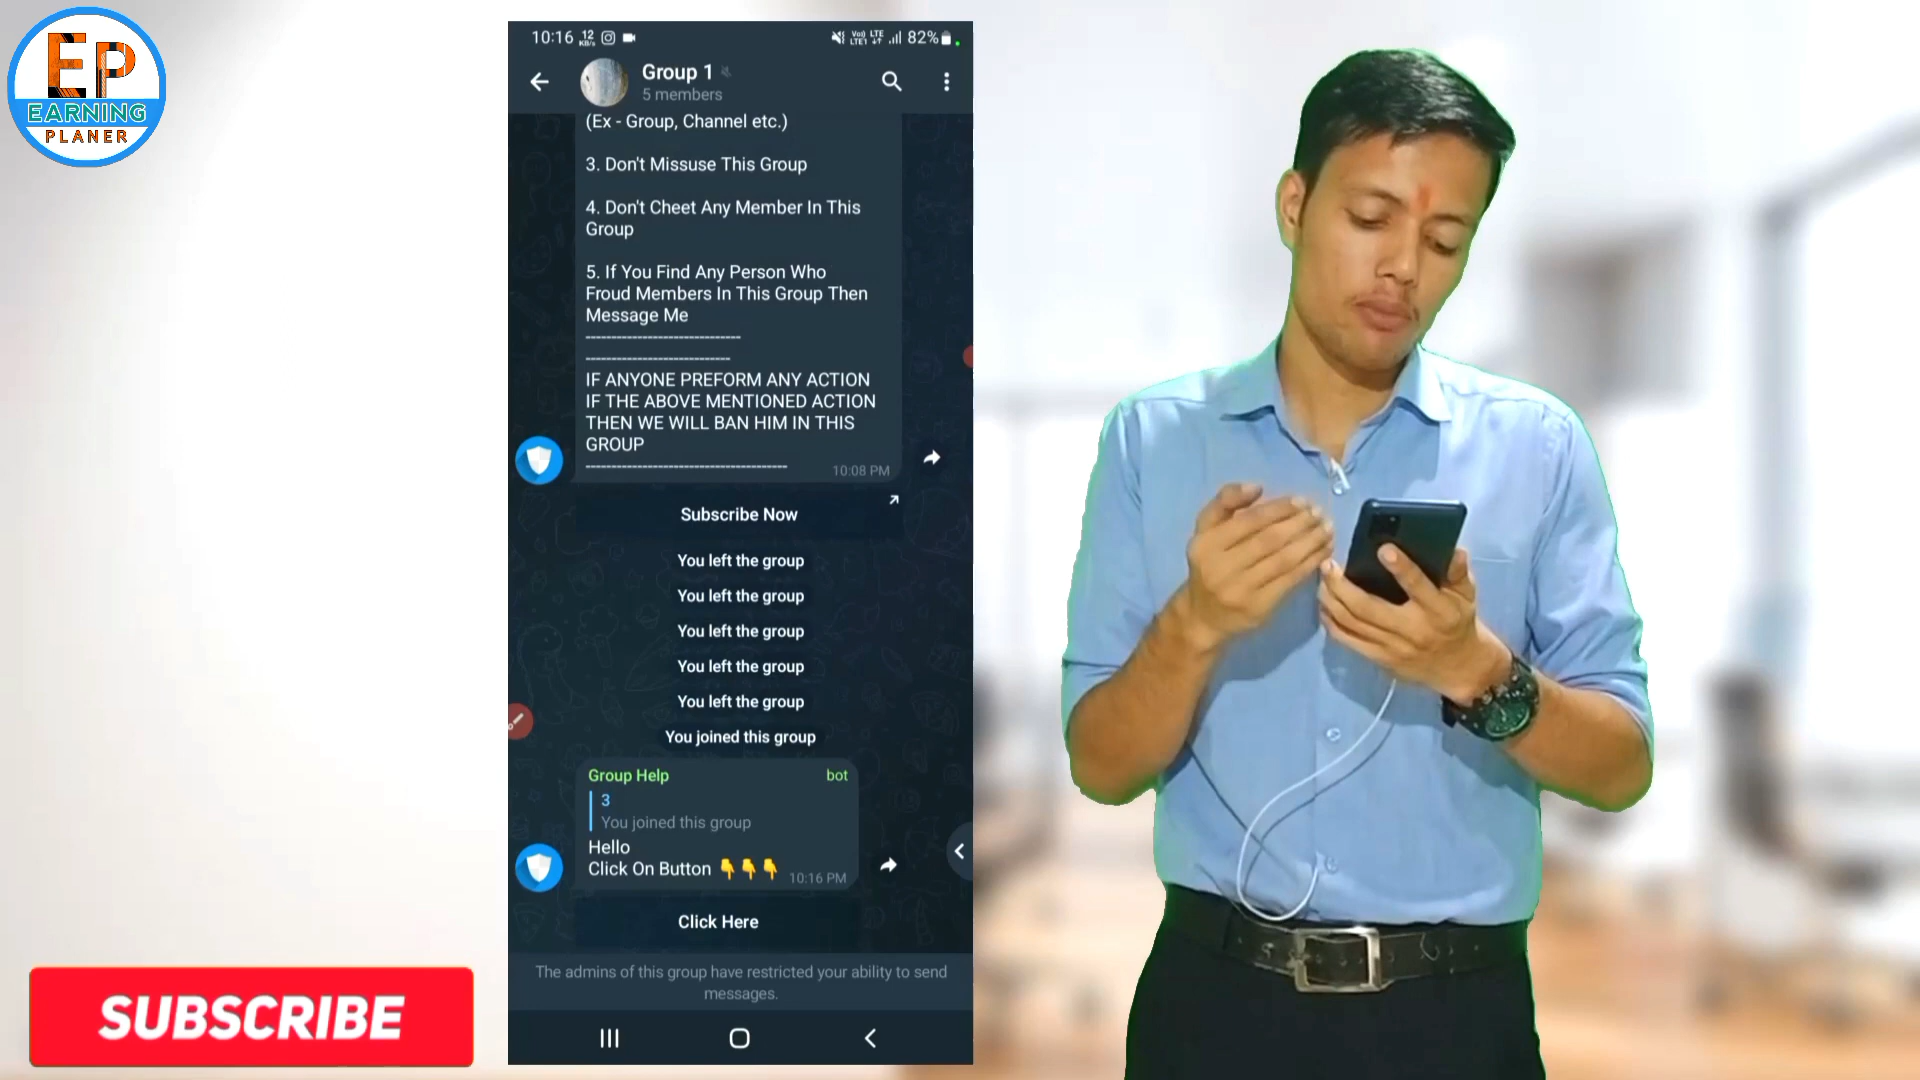 EP
EARNING
PLANER
10:16 12 KB/s Vo) LTE1 LTE 82%
Group 1
5 members
(Ex - Group, Channel etc.)
3. Don't Missuse This Group
4. Don't Cheet Any Member In This
Group
5. If You Find Any Person Who
Froud Members In This Group Then
Message Me
------------------------------
----------------------------
IF ANYONE PREFORM ANY ACTION
IF THE ABOVE MENTIONED ACTION
THEN WE WILL BAN HIM IN THIS
GROUP
---------------------------------------
10:08 PM
Subscribe Now
You left the group
You left the group
You left the group
You left the group
You left the group
You joined this group
Group Help bot
3
You joined this group
Hello
Click On Button 👇👇👇 10:16 PM
Click Here
The admins of this group have restricted your ability to send
messages.
SUBSCRIBE